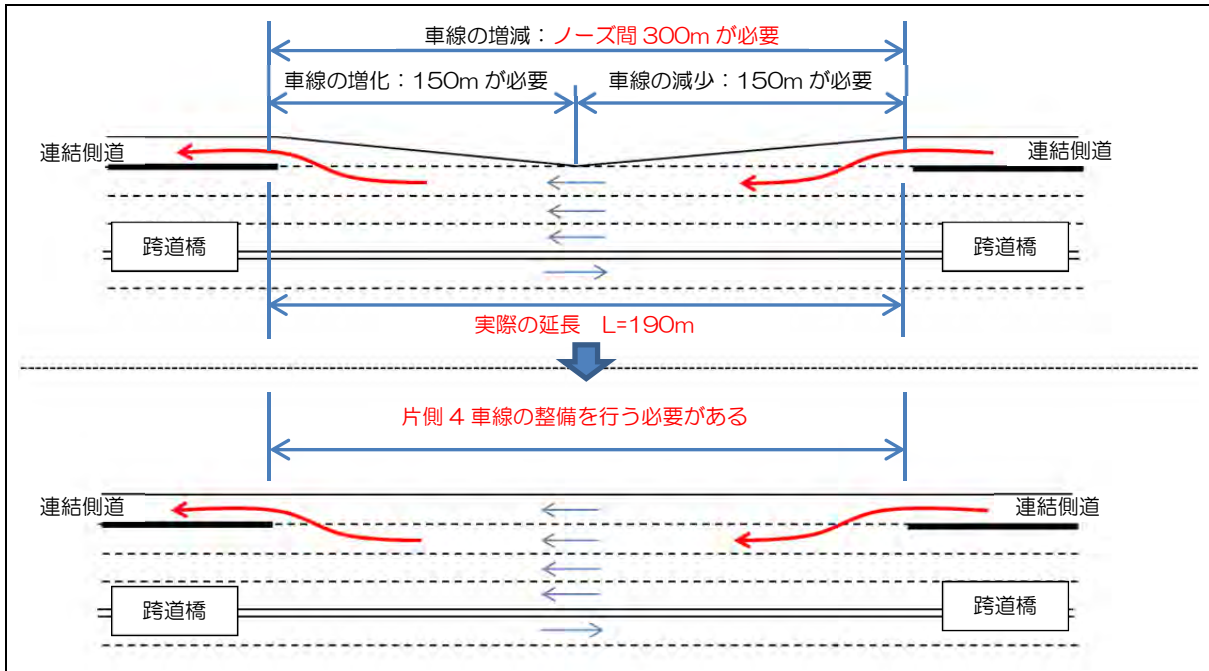 車線の増減：ノーズ間 300m が必要
車線の増化：150m が必要
車線の減少：150m が必要
連結側道
連結側道
跨道橋
跨道橋
実際の延長 L=190m
片側 4 車線の整備を行う必要がある
連結側道
連結側道
跨道橋
跨道橋